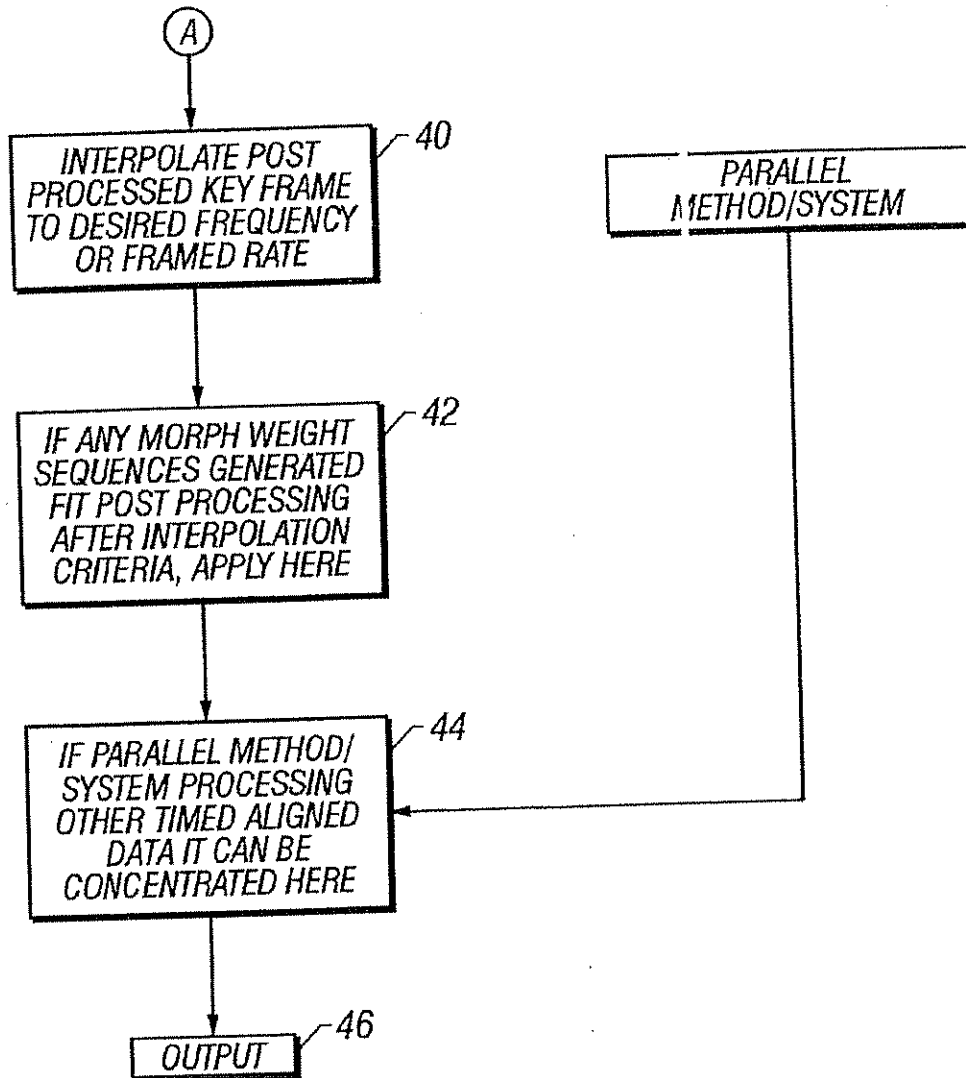 A
INTERPOLATE POST
PROCESSED KEY FRAME
TO DESIRED FREQUENCY
OR FRAMED RATE
40
PARALLEL
METHOD/SYSTEM
IF ANY MORPH WEIGHT
SEQUENCES GENERATED
FIT POST PROCESSING
AFTER INTERPOLATION
CRITERIA, APPLY HERE
42
IF PARALLEL METHOD/
SYSTEM PROCESSING
OTHER TIMED ALIGNED
DATA IT CAN BE
CONCENTRATED HERE
44
OUTPUT
46